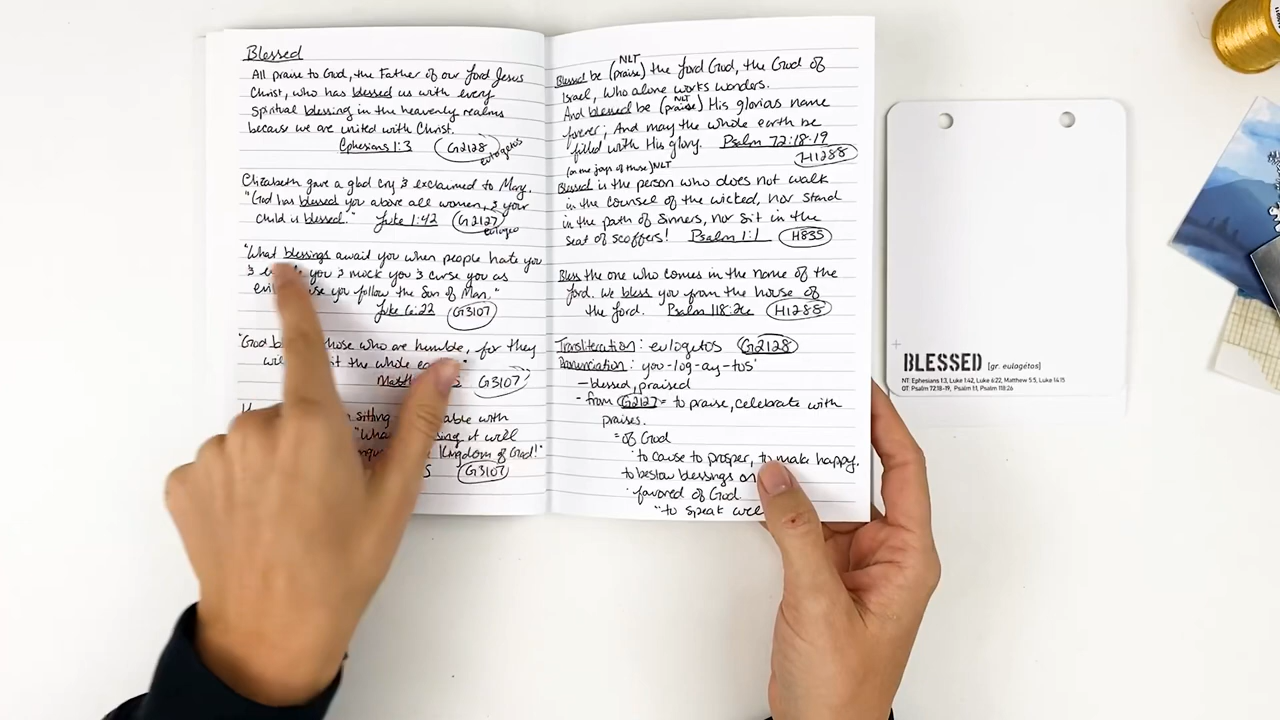 Blessed
All praise to God, the Father of our Lord Jesus
Christ, who has blessed us with every
spiritual blessing in the heavenly realms
because we are united with Christ.
Ephesians 1:3 G2128
eulogetos
Elizabeth gave a glad cry & exclaimed to Mary,
"God has blessed you above all women, & your
child is blessed." Luke 1:42 G2127
eulogeo
"What blessings await you when people hate you
& you & mock you & curse you as
evil you follow the Son of Man."
Luke 6:22 G3107
"God those who are humble, for they
will the whole
5 G3107
sitting table with
"What it will
Kingdom of God!"
5 G3107
NLT
Blessed be (praise) the Lord God, the God of
Israel, Who alone works wonders.
NLT
And blessed be (praise) His glorious name
forever; And may the whole earth be
filled with His glory. Psalm 72:18-19
H1288
(oh the joys of those) NLT
Blessed is the person who does not walk
in the counsel of the wicked, nor stand
in the path of sinners, nor sit in the
seat of scoffers! Psalm 1:1 H835
Bless the one who comes in the name of the
Lord. We bless you from the house of
the Lord. Psalm 118:26 H1288
Transliteration: eulogetos G2128
Pronunciation: yoo-log-ay-tos'
- blessed, praised
- from G2127 = to praise, celebrate with
praises.
= of God
to cause to prosper, to make happy,
to bestow blessings on
favored of God
"to speak well
BLESSED [gr. eulogétos]
NT: Ephesians 1:3, Luke 1:42, Luke 6:22, Matthew 5:5, Luke 14:15
OT: Psalm 72:18-19, Psalm 1:1, Psalm 118:26